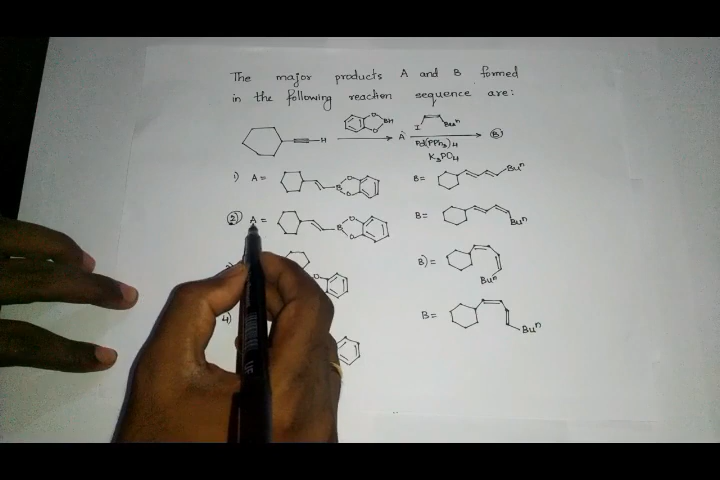 The major products A and B formed
in the following reaction sequence are:
H O BH O A I Buⁿ Pd(PPh₃)₄ K₃PO₄ B
1) A = B O O B= Buⁿ
2) A = B O O B= Buⁿ
O B)= Buⁿ
4) B= Buⁿ